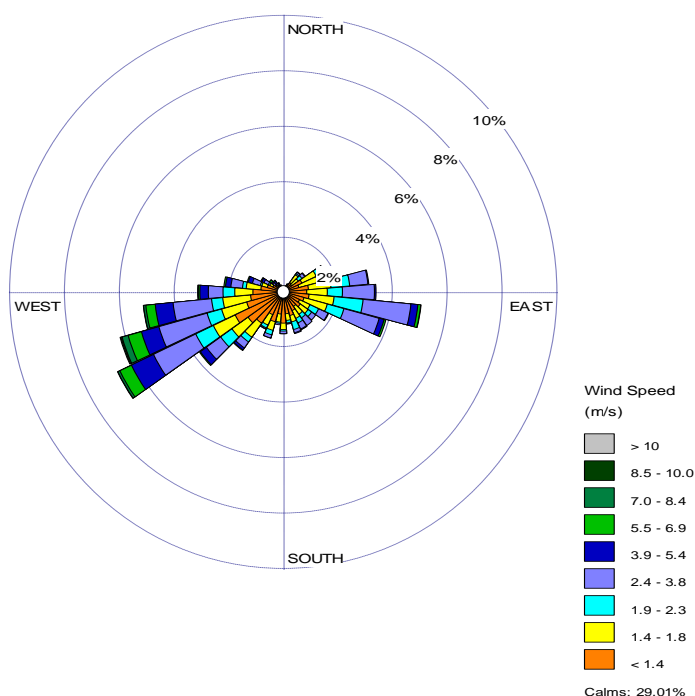 NORTH
10%
8%
6%
4%
2%
WEST
EAST
SOUTH
Wind Speed
(m/s)
> 10
8.5 - 10.0
7.0 - 8.4
5.5 - 6.9
3.9 - 5.4
2.4 - 3.8
1.9 - 2.3
1.4 - 1.8
< 1.4
Calms: 29.01%